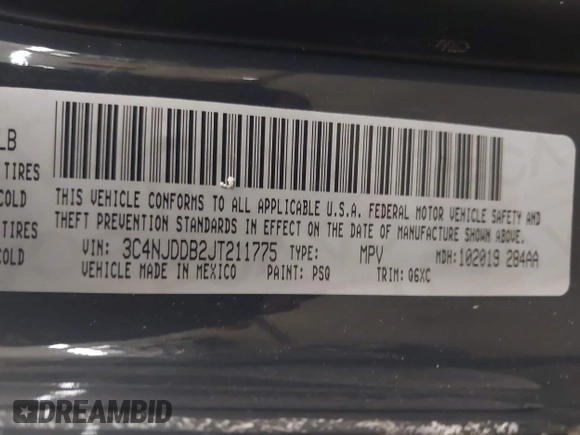 LB
TIRES
COLD
TIRES
COLD
THIS VEHICLE CONFORMS TO ALL APPLICABLE U.S.A. FEDERAL MOTOR VEHICLE SAFETY AND
THEFT PREVENTION STANDARDS IN EFFECT ON THE DATE OF MANUFACTURE SHOWN ABOVE.
VIN: 3C4NJDDB2JT211775 TYPE: MPV MDH: 102019 284AA
VEHICLE MADE IN MEXICO PAINT: PSQ TRIM: Q6XC
DREAMBID